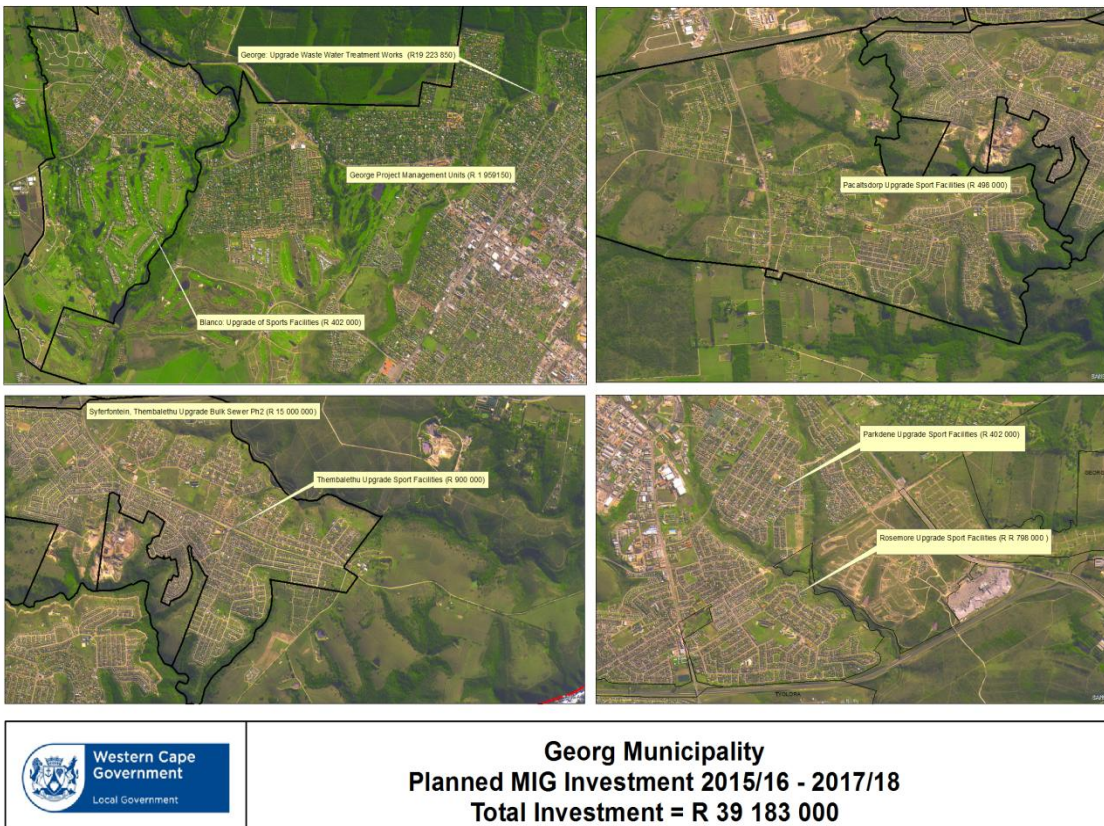 George: Upgrade Waste Water Treatment Works (R19 223 850)
George Project Management Units (R 1 959150)
Blanco: Upgrade of Sports Facilities (R 402 000)
Pacaltsdorp Upgrade Sport Facilities (R 498 000)
Syferfontein, Thembalethu Upgrade Bulk Sewer Ph2 (R 15 000 000)
Thembalethu Upgrade Sport Facilities (R 900 000)
Parkdene Upgrade Sport Facilities (R 402 000)
Rosemore Upgrade Sport Facilities (R R 798 000 )
Western Cape
Government
Local Government
Georg Municipality
Planned MIG Investment 2015/16 - 2017/18
Total Investment = R 39 183 000